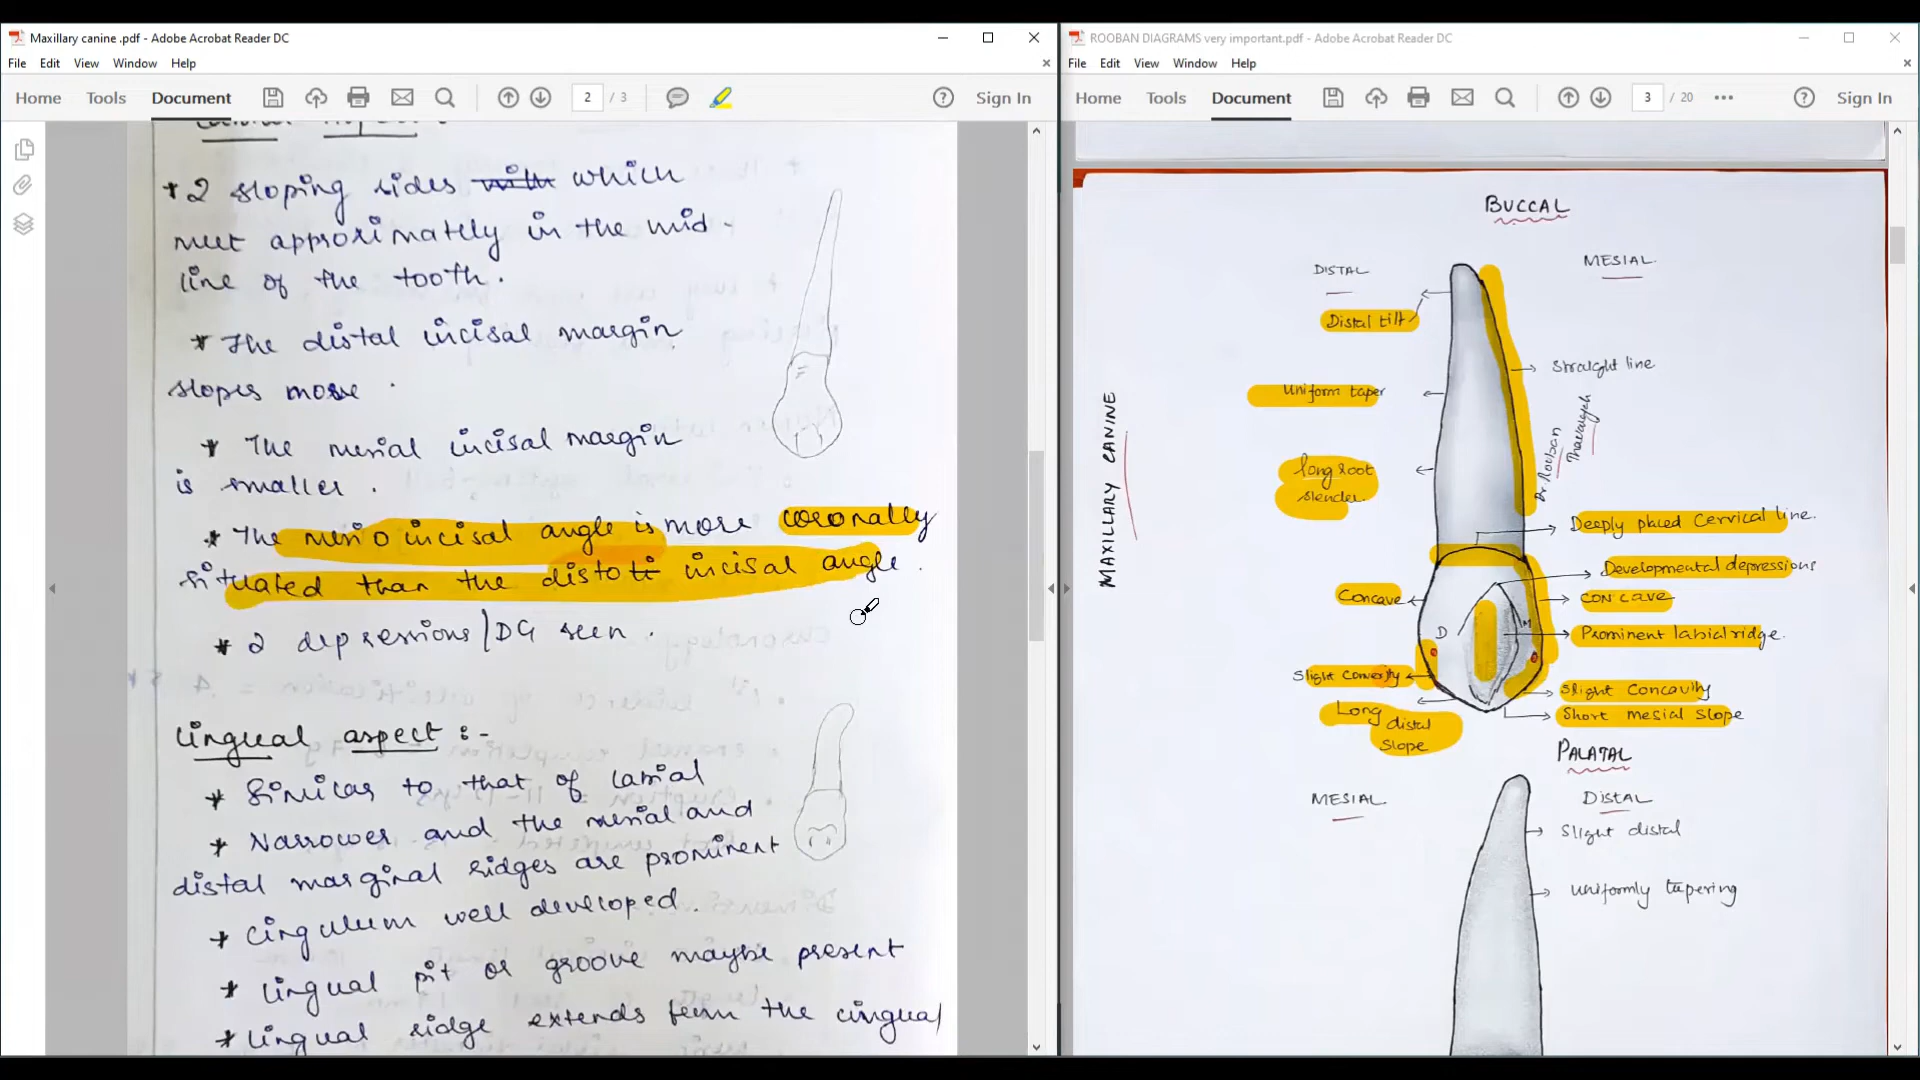 Maxillary canine .pdf - Adobe Acrobat Reader DC
File Edit View Window Help
Home Tools Document 2 / 3 Sign In
* 2 sloping sides with which
meet approximately in the mid-
line of the tooth.
* The distal incisal margin
slopes more.
* The mesial incisal margin
is smaller.
* The mesio incisal angle is more coronally
situated than the disto incisal angle.
* 2 depressions/DG seen.
Lingual aspect :-
* Similar to that of labial
* Narrower and the mesial and
distal marginal ridges are prominent
* Cingulum well developed.
* Lingual pit or groove maybe present
* Lingual ridge extends from the cingual
ROOBAN DIAGRAMS very important.pdf - Adobe Acrobat Reader DC
File Edit View Window Help
Home Tools Document 3 / 20 Sign In
BUCCAL
DISTAL
MESIAL
Distal tilt
Straight line
Uniform taper
MAXILLARY CANINE
Dr. Rooban
long root
slender
Deeply placed Cervical line.
Developmental depressions
Concave
CONCAVE
D
M
Prominent labial ridge.
Slight convexity
Slight Concavity
Long distal
slope
Short mesial slope
PALATAL
MESIAL
DISTAL
Slight distal
uniformly tapering